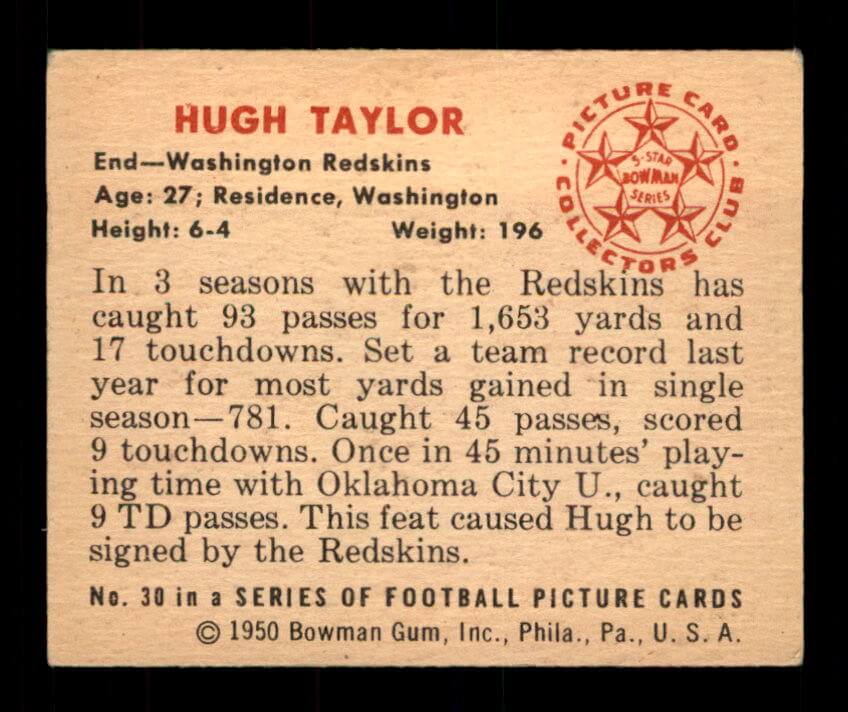 HUGH TAYLOR
End—Washington Redskins
Age: 27; Residence, Washington
Height: 6-4 Weight: 196
PICTURE CARD
5-STAR
BOWMAN
SERIES
COLLECTORS CLUB
In 3 seasons with the Redskins has
caught 93 passes for 1,653 yards and
17 touchdowns. Set a team record last
year for most yards gained in single
season—781. Caught 45 passes, scored
9 touchdowns. Once in 45 minutes' play-
ing time with Oklahoma City U., caught
9 TD passes. This feat caused Hugh to be
signed by the Redskins.
No. 30 in a SERIES OF FOOTBALL PICTURE CARDS
© 1950 Bowman Gum, Inc., Phila., Pa., U. S. A.